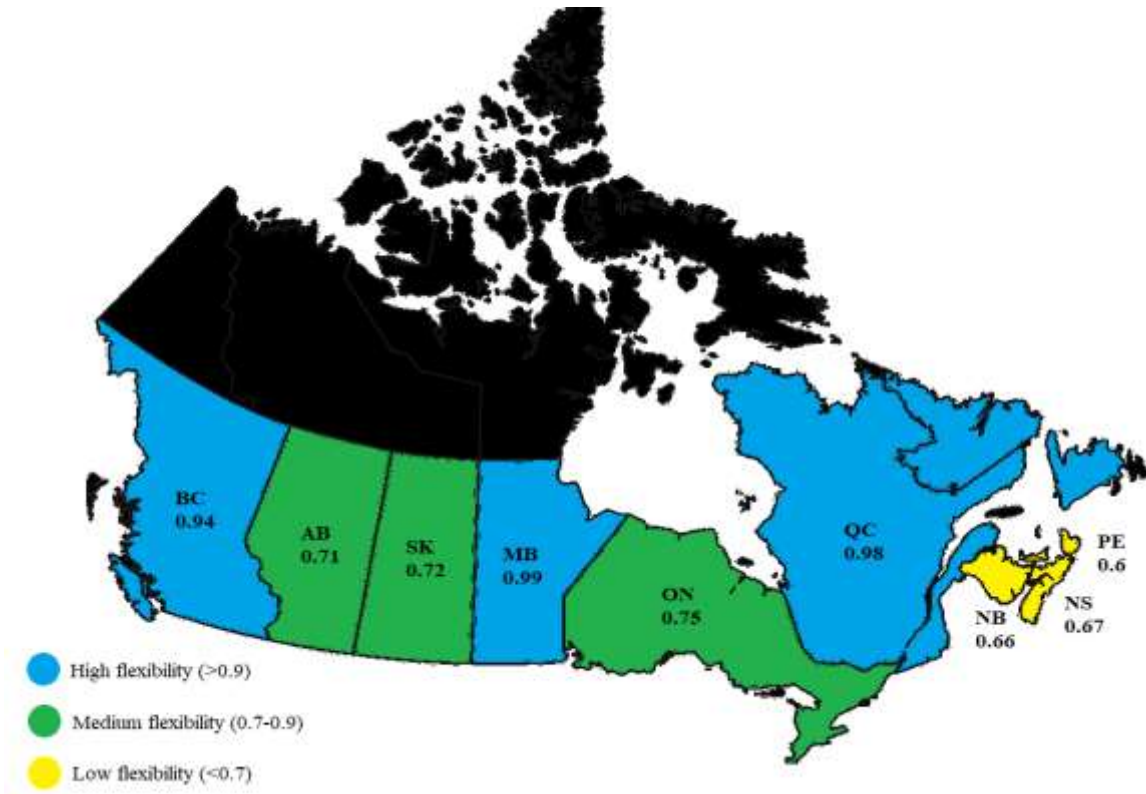 BC
0.94
AB
0.71
SK
0.72
MB
0.99
ON
0.75
QC
0.98
PE
0.6
NB
0.66
NS
0.67
High flexibility (>0.9)
Medium flexibility (0.7-0.9)
Low flexibility (<0.7)